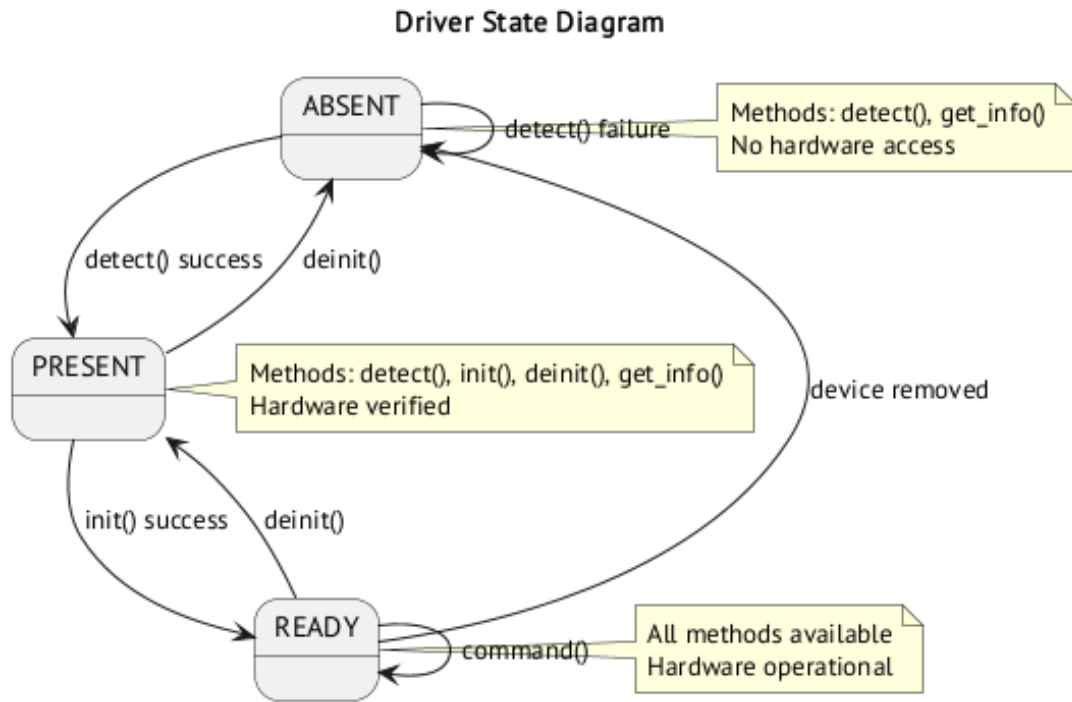 Driver State Diagram
ABSENT
detect() failure
Methods: detect(), get_info()
No hardware access
detect() success
deinit()
PRESENT
Methods: detect(), init(), deinit(), get_info()
Hardware verified
device removed
init() success
deinit()
READY
command()
All methods available
Hardware operational